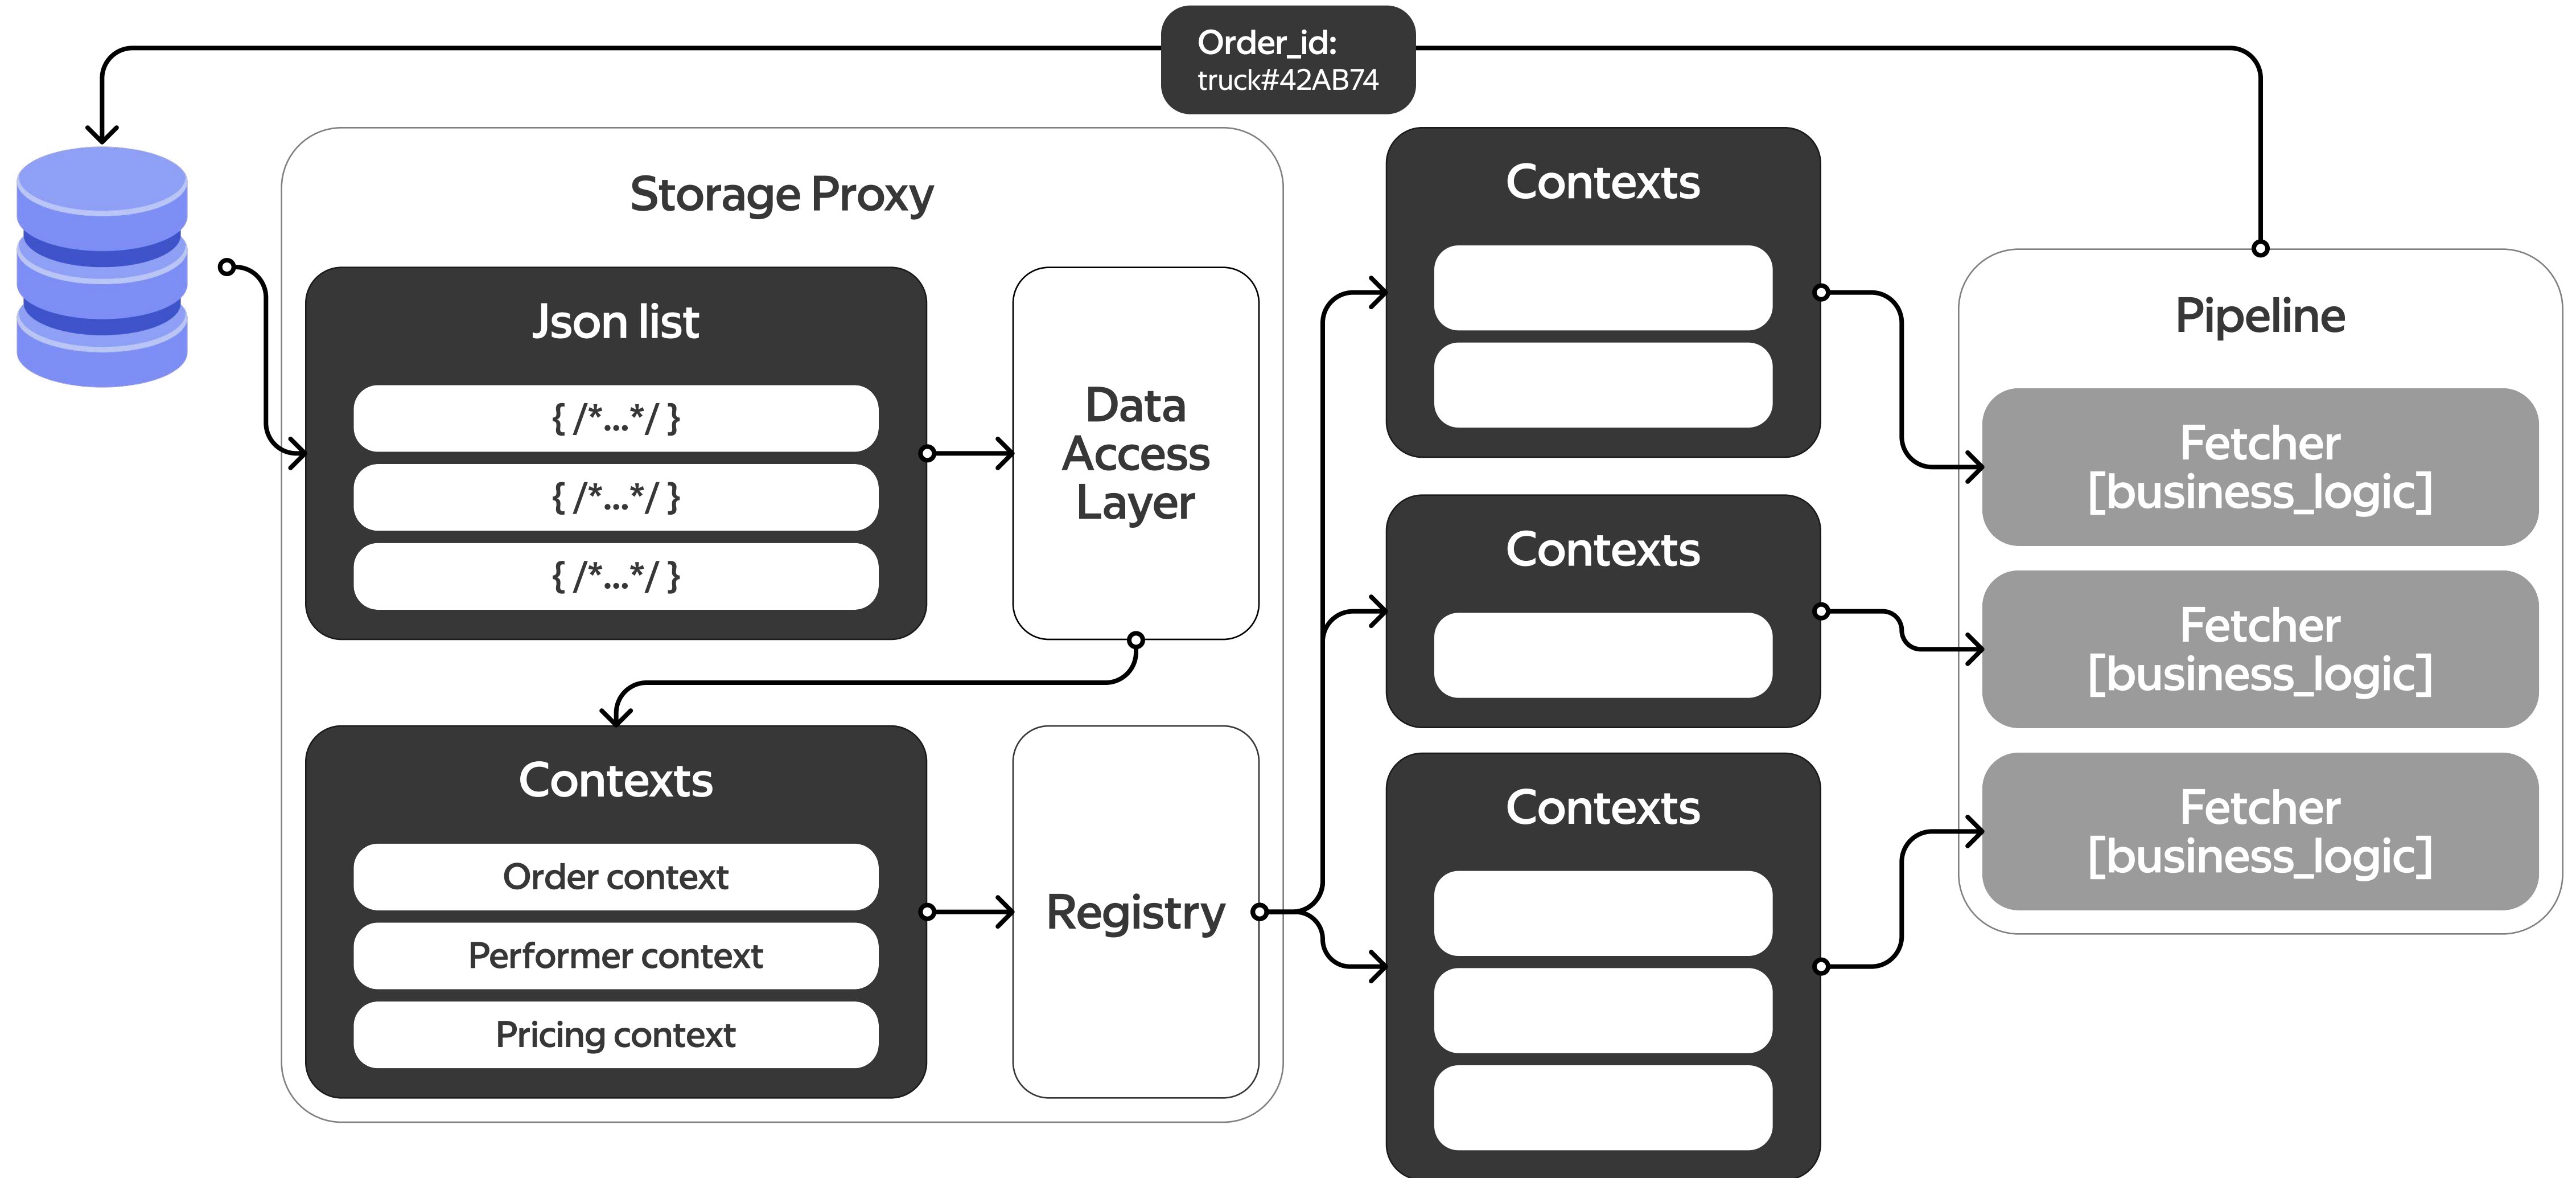 Order_id:
truck#42AB74
Storage Proxy
Json list
{ /*...*/ }
{ /*...*/ }
{ /*...*/ }
Data
Access
Layer
Contexts
Order context
Performer context
Pricing context
Registry
Contexts
Contexts
Contexts
Pipeline
Fetcher
[business_logic]
Fetcher
[business_logic]
Fetcher
[business_logic]